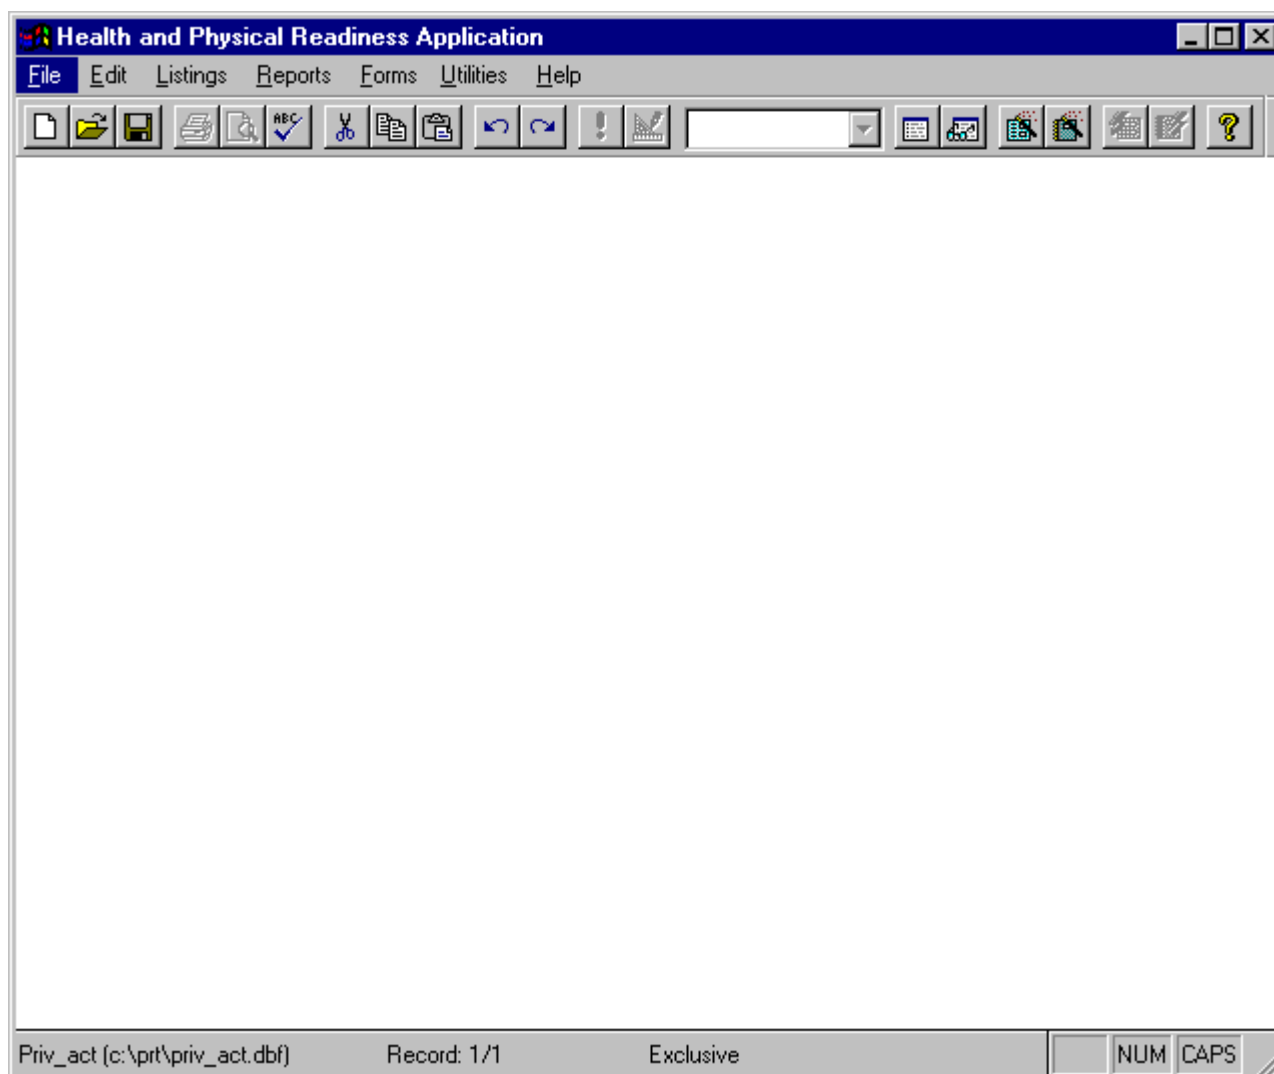 Health and Physical Readiness Application
File Edit Listings Reports Forms Utilities Help
ABC
Priv_act (c:\prt\priv_act.dbf) Record: 1/1 Exclusive NUM CAPS